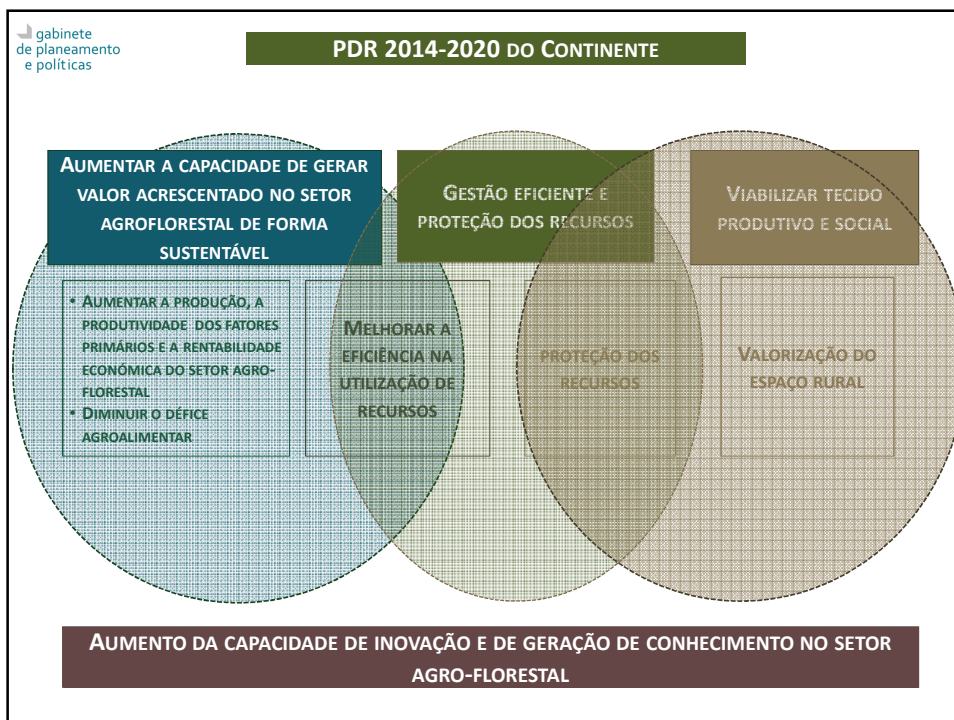 gabinete
de planeamento
e políticas
PDR 2014-2020 DO CONTINENTE
AUMENTAR A CAPACIDADE DE GERAR
VALOR ACRESCENTADO NO SETOR
AGROFLORESTAL DE FORMA
SUSTENTÁVEL
GESTÃO EFICIENTE E
PROTEÇÃO DOS RECURSOS
VIABILIZAR TECIDO
PRODUTIVO E SOCIAL
• AUMENTAR A PRODUÇÃO, A
PRODUTIVIDADE DOS FATORES
PRIMÁRIOS E A RENTABILIDADE
ECONÓMICA DO SETOR AGRO-
FLORESTAL
• DIMINUIR O DÉFICE
AGROALIMENTAR
MELHORAR A
EFICIÊNCIA NA
UTILIZAÇÃO DE
RECURSOS
PROTEÇÃO DOS
RECURSOS
VALORIZAÇÃO DO
ESPAÇO RURAL
AUMENTO DA CAPACIDADE DE INOVAÇÃO E DE GERAÇÃO DE CONHECIMENTO NO SETOR
AGRO-FLORESTAL